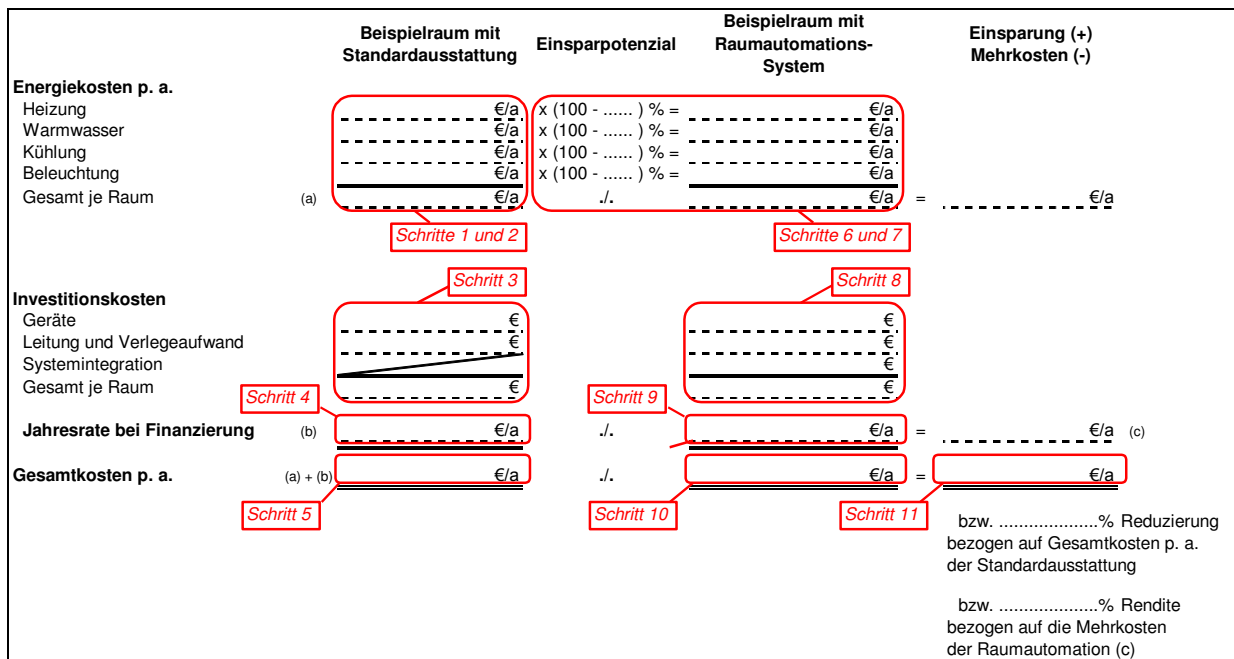 Beispielraum mit Standardausstattung Einsparpotenzial Beispielraum mit Raumautomations-System Einsparung (+) Mehrkosten (-)
Energiekosten p. a.
Heizung €/a x (100 - ...... ) % = €/a
Warmwasser €/a x (100 - ...... ) % = €/a
Kühlung €/a x (100 - ...... ) % = €/a
Beleuchtung €/a x (100 - ...... ) % = €/a
Gesamt je Raum (a) €/a ./. €/a = €/a
Schritte 1 und 2 Schritte 6 und 7
Schritt 3 Schritt 8
Investitionskosten
Geräte € €
Leitung und Verlegeaufwand € €
Systemintegration €
Gesamt je Raum € €
Schritt 4 Schritt 9
Jahresrate bei Finanzierung (b) €/a ./. €/a = €/a (c)
Gesamtkosten p. a. (a) + (b) €/a ./. €/a = €/a
Schritt 5 Schritt 10 Schritt 11
bzw. ....................% Reduzierung
bezogen auf Gesamtkosten p. a.
der Standardausstattung
bzw. ....................% Rendite
bezogen auf die Mehrkosten
der Raumautomation (c)